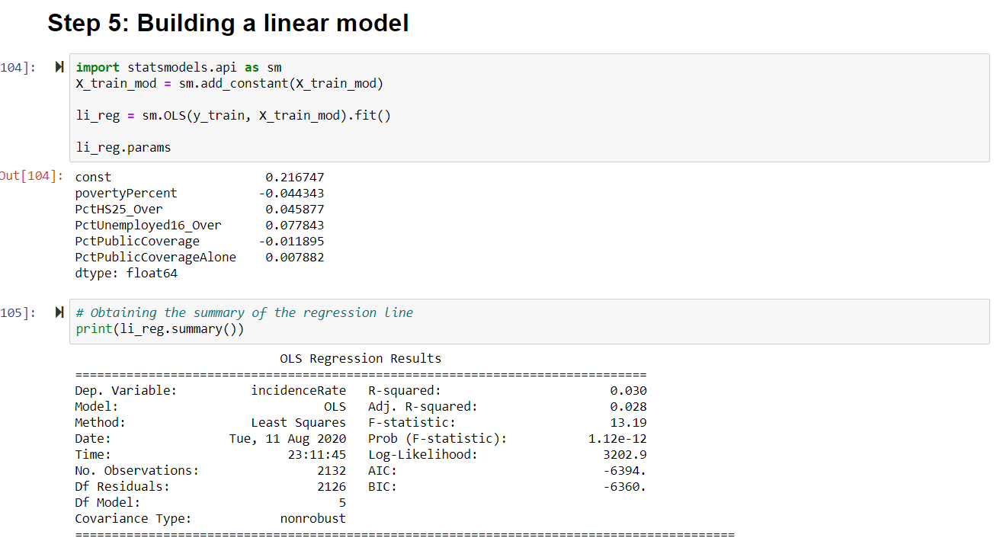 Step 5: Building a linear model
104]:
import statsmodels.api as sm
X_train_mod = sm.add_constant(X_train_mod)
li_reg = sm.OLS(y_train, X_train_mod).fit()
li_reg.params
Out[104]:
const 0.216747
povertyPercent -0.044343
PctHS25_Over 0.045877
PctUnemployed16_Over 0.077843
PctPublicCoverage -0.011895
PctPublicCoverageAlone 0.007882
dtype: float64
105]:
# Obtaining the summary of the regression line
print(li_reg.summary())
OLS Regression Results
==============================================================================
Dep. Variable: incidenceRate R-squared: 0.030
Model: OLS Adj. R-squared: 0.028
Method: Least Squares F-statistic: 13.19
Date: Tue, 11 Aug 2020 Prob (F-statistic): 1.12e-12
Time: 23:11:45 Log-Likelihood: 3202.9
No. Observations: 2132 AIC: -6394.
Df Residuals: 2126 BIC: -6360.
Df Model: 5
Covariance Type: nonrobust
==========================================================================================